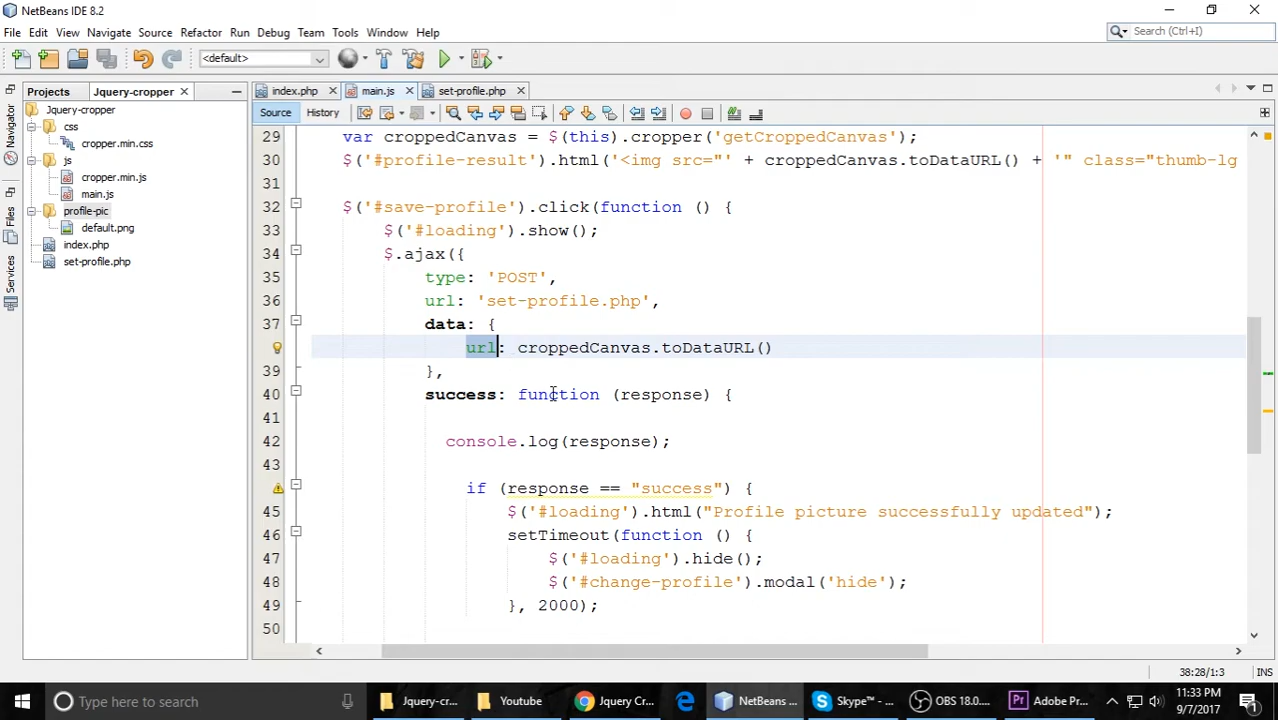 NetBeans IDE 8.2
File Edit View Navigate Source Refactor Run Debug Team Tools Window Help
Search (Ctrl+I)
<default>
Projects Jquery-cropper
index.php main.js set-profile.php
Source History
Navigator
Files
Services
Jquery-cropper
css
cropper.min.css
js
cropper.min.js
main.js
profile-pic
default.png
index.php
set-profile.php
29 var croppedCanvas = $(this).cropper('getCroppedCanvas');
30 $('#profile-result').html('<img src="' + croppedCanvas.toDataURL() + '" class="thumb-lg
31
32 $('#save-profile').click(function () {
33 $('#loading').show();
34 $.ajax({
35 type: 'POST',
36 url: 'set-profile.php',
37 data: {
url: croppedCanvas.toDataURL()
39 },
40 success: function (response) {
41
42 console.log(response);
43
if (response == "success") {
45 $('#loading').html("Profile picture successfully updated");
46 setTimeout(function () {
47 $('#loading').hide();
48 $('#change-profile').modal('hide');
49 }, 2000);
50
38:28/1:3 INS
Type here to search
Jquery-cr...
Youtube
Jquery Cr...
NetBeans ...
Skype™ - ...
OBS 18.0....
Adobe Pr...
11:33 PM
9/7/2017
1